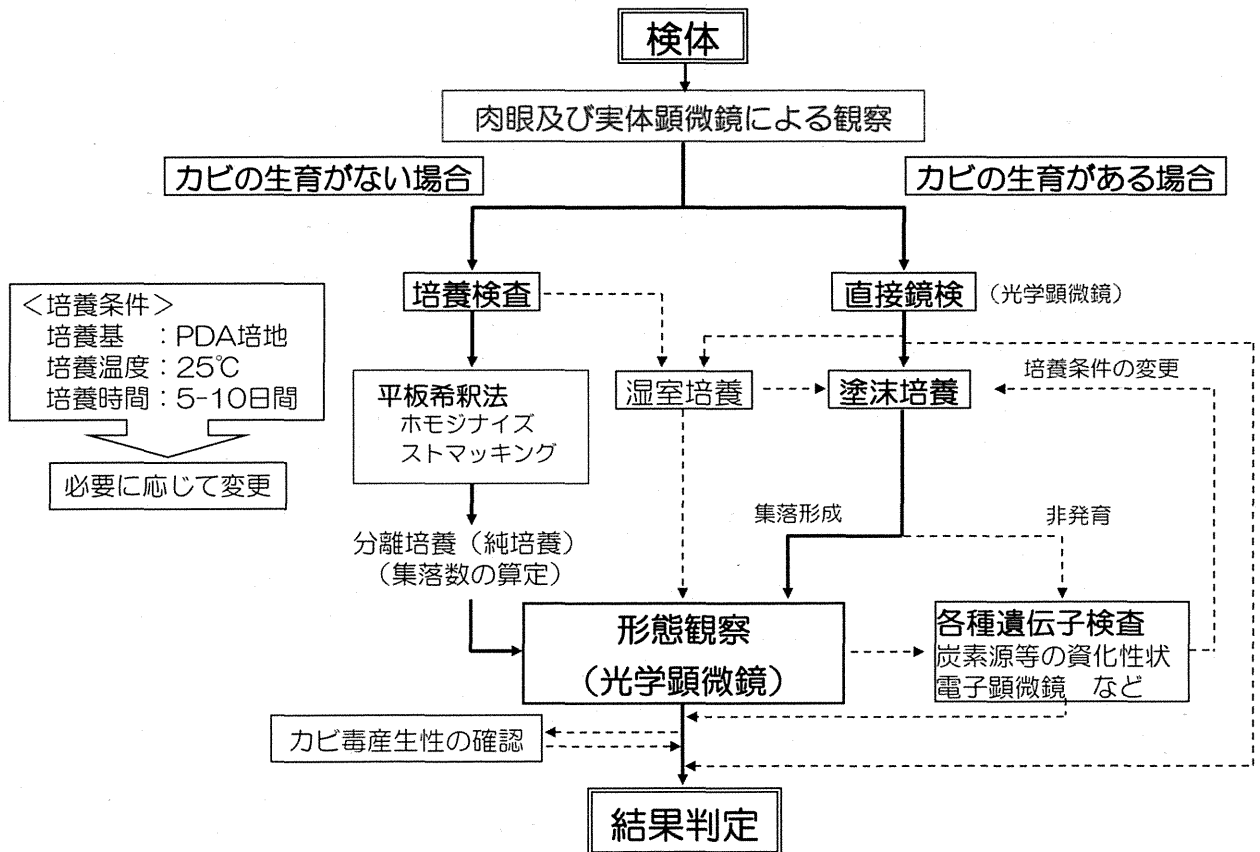 検体
肉眼及び実体顕微鏡による観察
カビの生育がない場合
カビの生育がある場合
培養検査
直接鏡検
(光学顕微鏡)
<培養条件>
培養基 :PDA培地
培養温度:25℃
培養時間:5-10日間
必要に応じて変更
平板希釈法
ホモジナイズ
ストマッキング
湿室培養
塗沫培養
培養条件の変更
集落形成
非発育
分離培養(純培養)
(集落数の算定)
形態観察
(光学顕微鏡)
各種遺伝子検査
炭素源等の資化性状
電子顕微鏡 など
カビ毒産生性の確認
結果判定